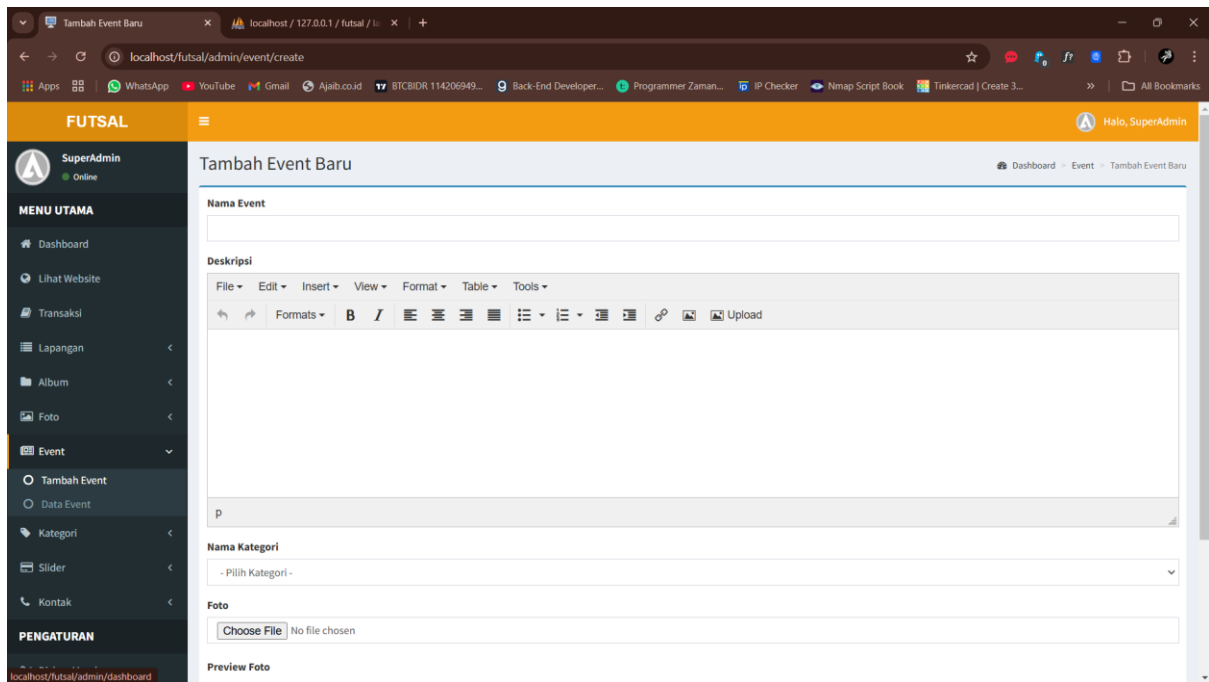 Tambah Event Baru
localhost / 127.0.0.1 / futsal / la
localhost/futsal/admin/event/create
Apps WhatsApp YouTube Gmail Ajaib.co.id BTCBIDR 114206949... Back-End Developer... Programmer Zaman... IP Checker Nmap Script Book Tinkercad | Create 3... » All Bookmarks
FUTSAL
Halo, SuperAdmin
SuperAdmin
Online
MENU UTAMA
Dashboard
Lihat Website
Transaksi
Lapangan
Album
Foto
Event
Tambah Event
Data Event
Kategori
Slider
Kontak
PENGATURAN
localhost/futsal/admin/dashboard
Tambah Event Baru
Dashboard > Event > Tambah Event Baru
Nama Event
Deskripsi
File Edit Insert View Format Table Tools
Formats B I Upload
p
Nama Kategori
- Pilih Kategori -
Foto
Choose File No file chosen
Preview Foto